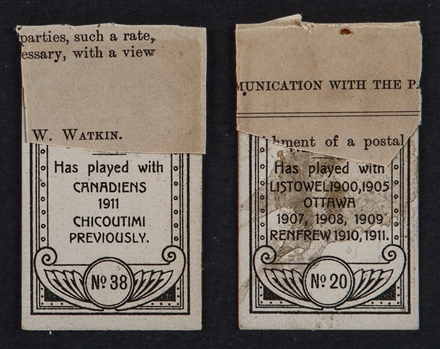 parties, such a rate,
essary, with a view
W. WATKIN.
Has played with
CANADIENS
1911
CHICOUTIMI
PREVIOUSLY.
Nº 38
MUNICATION WITH THE P
hment of a postal
Has played with
LISTOWEL 1900, 1905
OTTAWA
1907, 1908, 1909
RENFREW 1910, 1911.
Nº 20